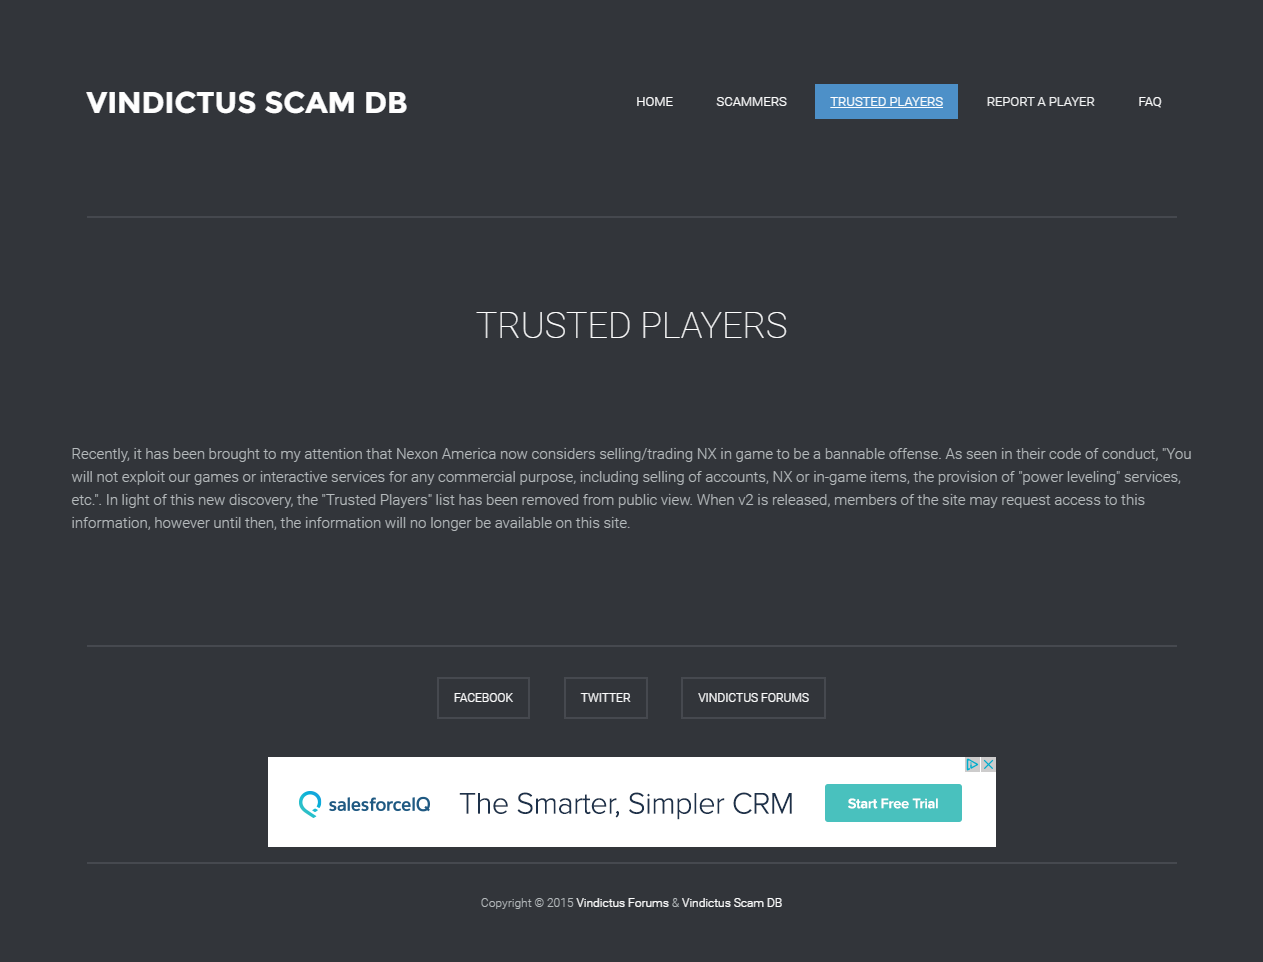 VINDICTUS SCAM DB
HOME SCAMMERS TRUSTED PLAYERS REPORT A PLAYER FAQ
TRUSTED PLAYERS
Recently, it has been brought to my attention that Nexon America now considers selling/trading NX in game to be a bannable offense. As seen in their code of conduct, "You
will not exploit our games or interactive services for any commercial purpose, including selling of accounts, NX or in-game items, the provision of "power leveling" services,
etc.". In light of this new discovery, the "Trusted Players" list has been removed from public view. When v2 is released, members of the site may request access to this
information, however until then, the information will no longer be available on this site.
FACEBOOK TWITTER VINDICTUS FORUMS
salesforceIQ The Smarter, Simpler CRM Start Free Trial
Copyright © 2015 Vindictus Forums & Vindictus Scam DB